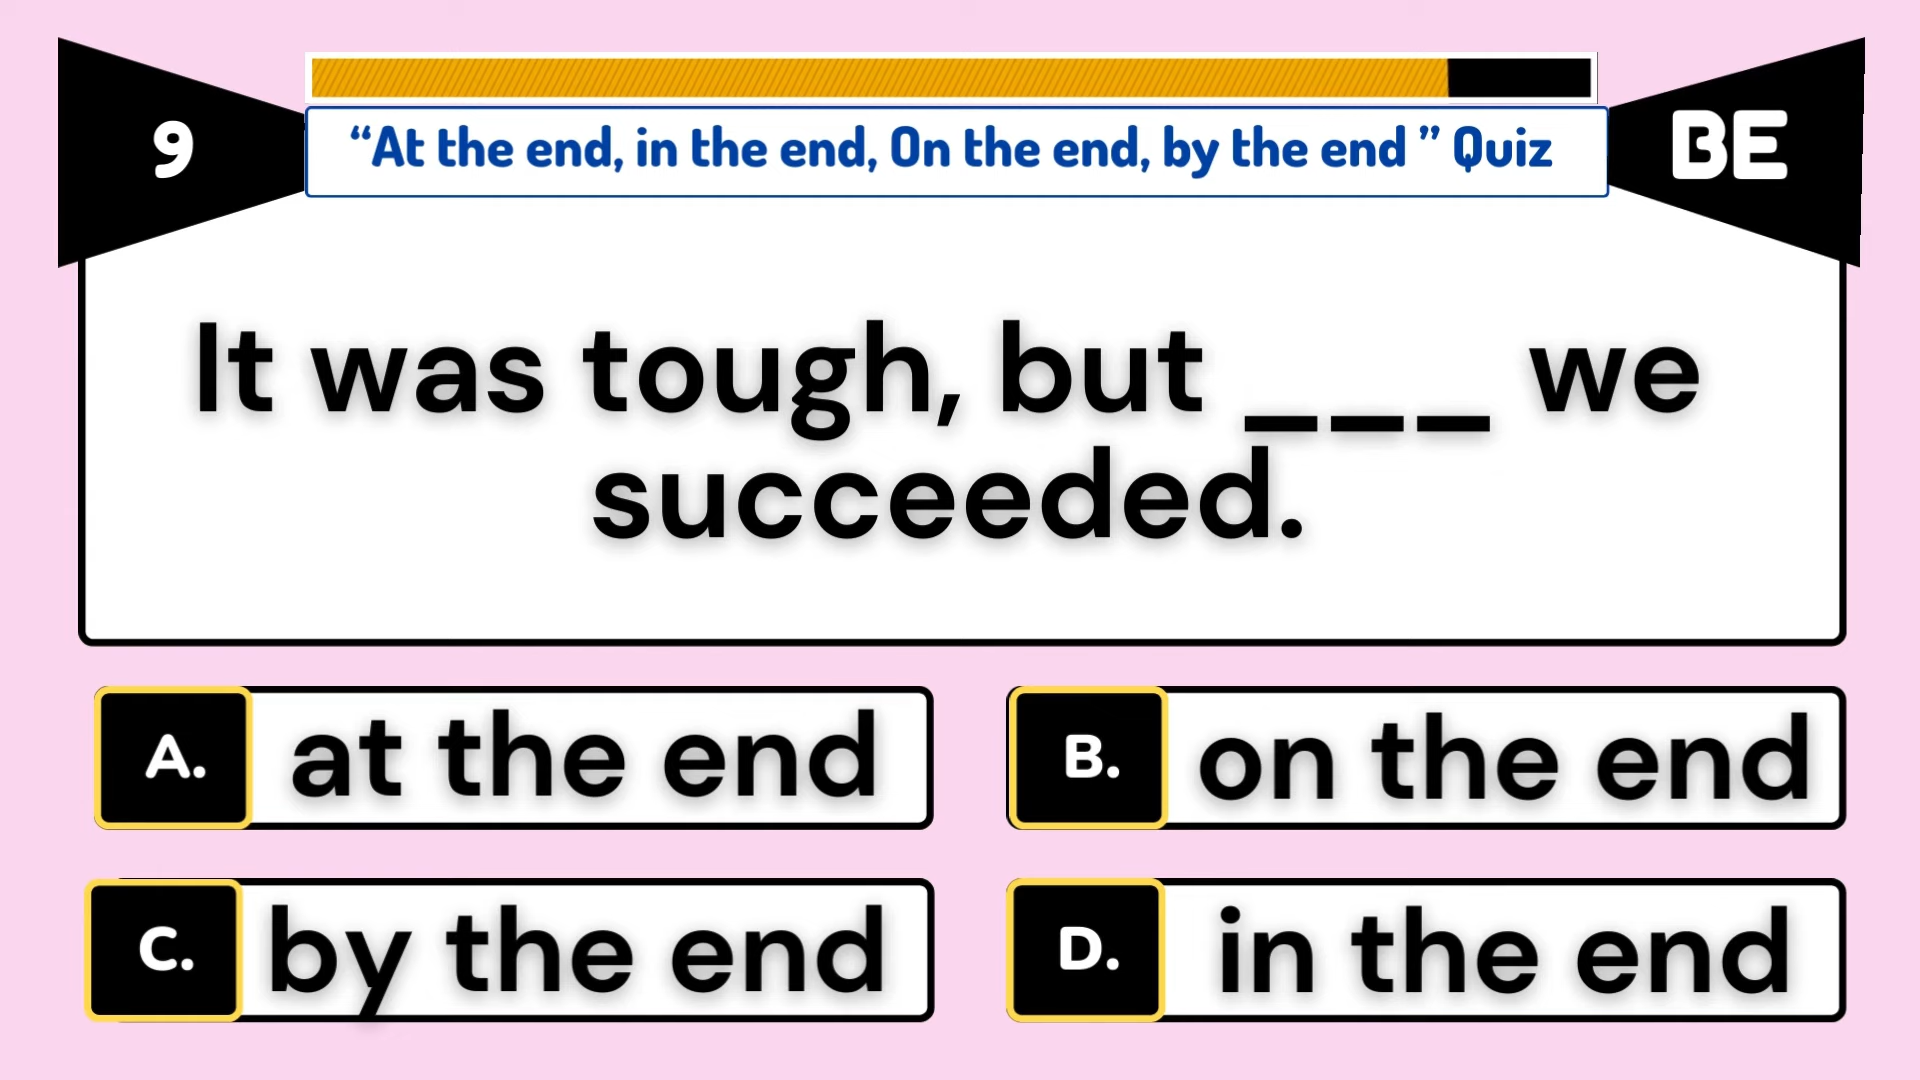 9
“At the end, in the end, On the end, by the end ” Quiz
BE
It was tough, but ___ we
succeeded.
A. at the end
B. on the end
C. by the end
D. in the end